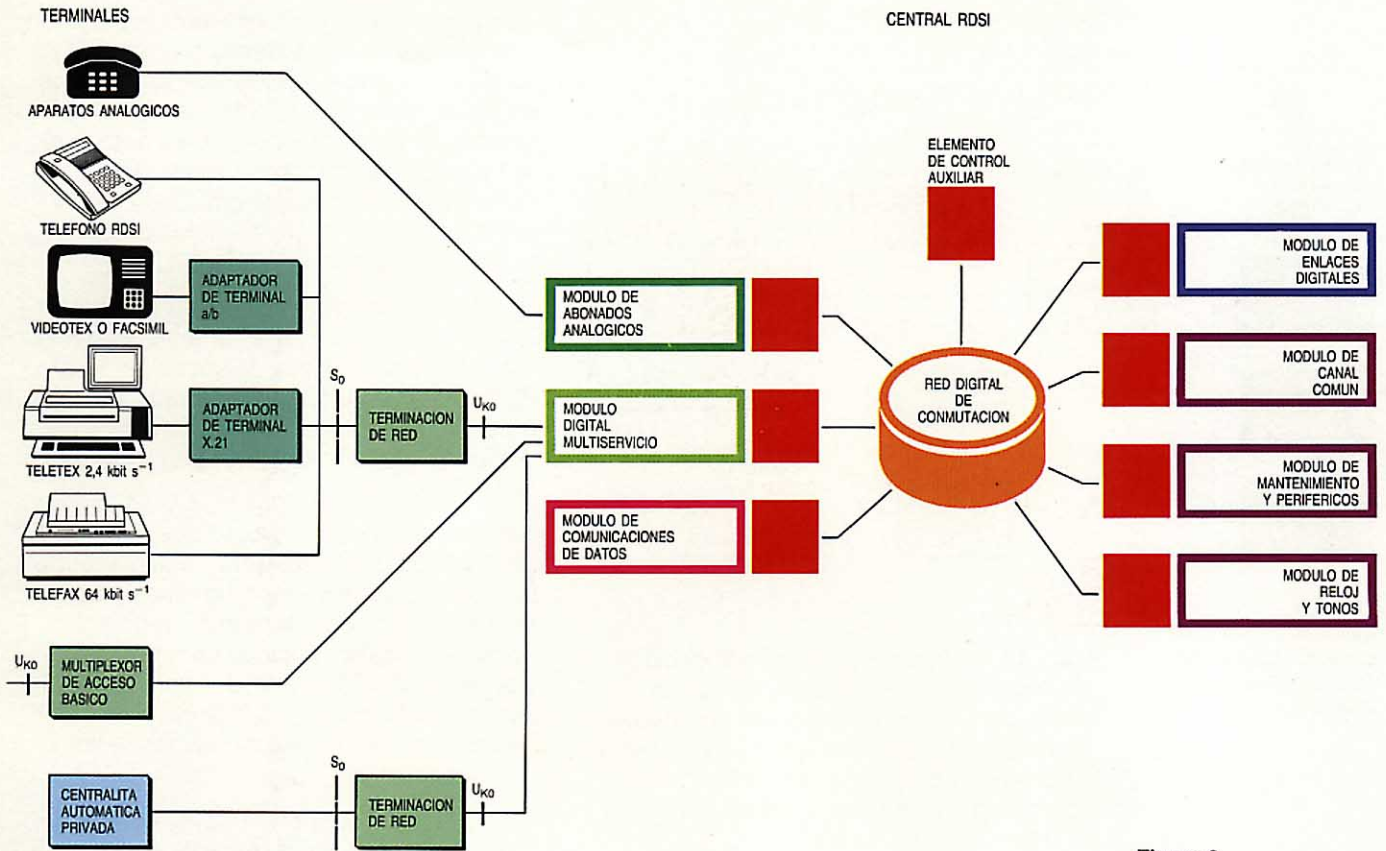 TERMINALES
CENTRAL RDSI
APARATOS ANALOGICOS
TELEFONO RDSI
VIDEOTEX O FACSIMIL
ADAPTADOR
DE TERMINAL
a/b
TELETEX 2,4 kbit s⁻¹
ADAPTADOR
DE TERMINAL
X.21
TELEFAX 64 kbit s⁻¹
S₀
TERMINACION
DE RED
U_K0
U_K0
MULTIPLEXOR
DE ACCESO
BASICO
CENTRALITA
AUTOMATICA
PRIVADA
S₀
TERMINACION
DE RED
U_K0
MODULO DE
ABONADOS
ANALOGICOS
MODULO
DIGITAL
MULTISERVICIO
MODULO DE
COMUNICACIONES
DE DATOS
ELEMENTO
DE CONTROL
AUXILIAR
RED DIGITAL
DE
CONMUTACION
MODULO DE
ENLACES
DIGITALES
MODULO DE
CANAL
COMUN
MODULO DE
MANTENIMIENTO
Y PERIFERICOS
MODULO DE
RELOJ
Y TONOS